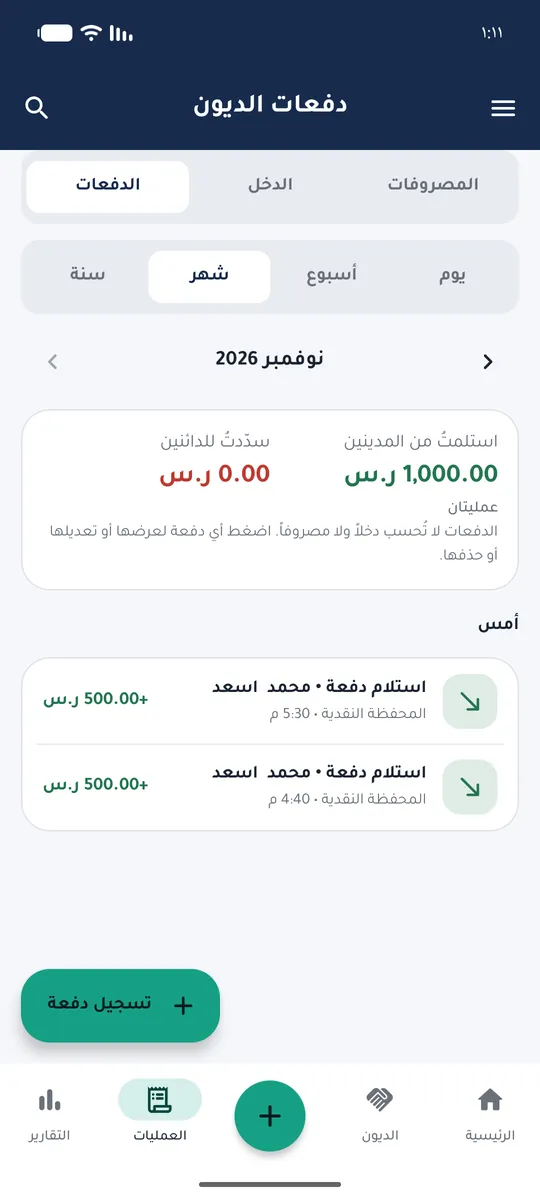 ١:١١
دفعات الديون
المصروفات
الدخل
الدفعات
يوم
أسبوع
شهر
سنة
نوفمبر 2026
استلمتُ من المدينين
1,000.00 ر.س
سدّدتُ للدائنين
0.00 ر.س
عمليتان
الدفعات لا تُحسب دخلاً ولا مصروفاً. اضغط أي دفعة لعرضها أو تعديلها
أو حذفها.
أمس
استلام دفعة • محمد  اسعد
+500.00 ر.س
المحفظة النقدية · 5:30 م
استلام دفعة • محمد  اسعد
+500.00 ر.س
المحفظة النقدية · 4:40 م
تسجيل دفعة
الرئيسية
الديون
العمليات
التقارير